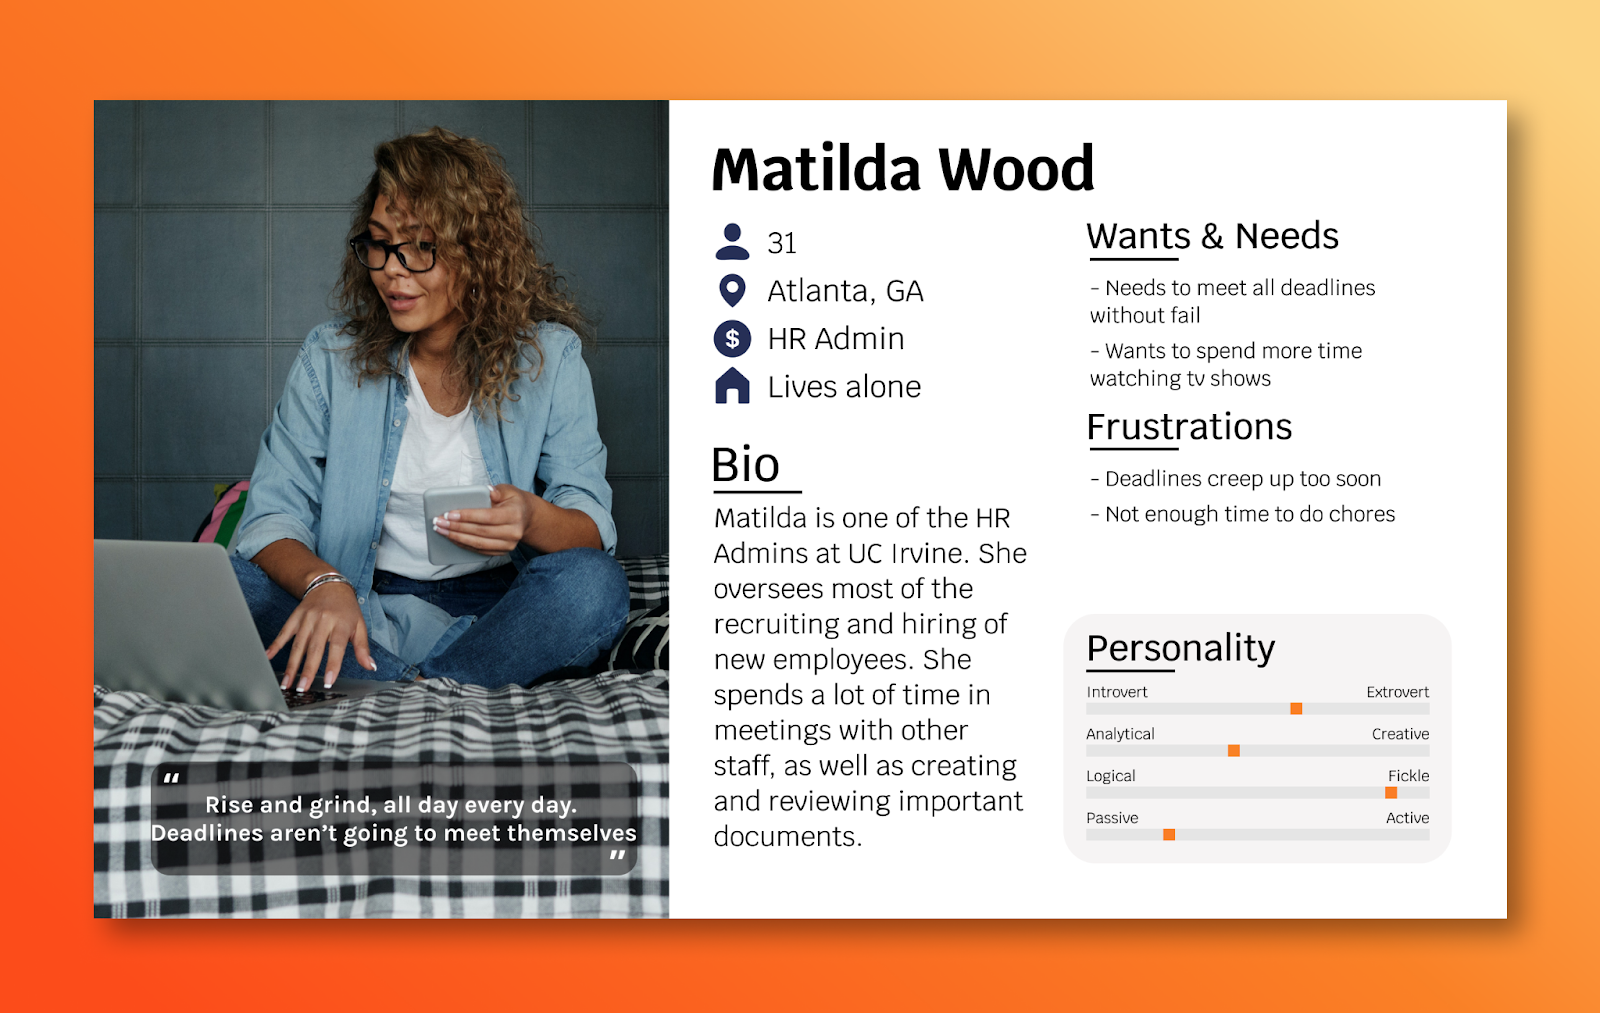 Matilda Wood
31
Atlanta, GA
$ HR Admin
Lives alone
Bio
Matilda is one of the HR
Admins at UC Irvine. She
oversees most of the
recruiting and hiring of
new employees. She
spends a lot of time in
meetings with other
staff, as well as creating
and reviewing important
documents.
Wants & Needs
- Needs to meet all deadlines
without fail
- Wants to spend more time
watching tv shows
Frustrations
- Deadlines creep up too soon
- Not enough time to do chores
Personality
Introvert Extrovert
Analytical Creative
Logical Fickle
Passive Active
“
Rise and grind, all day every day.
Deadlines aren’t going to meet themselves
”